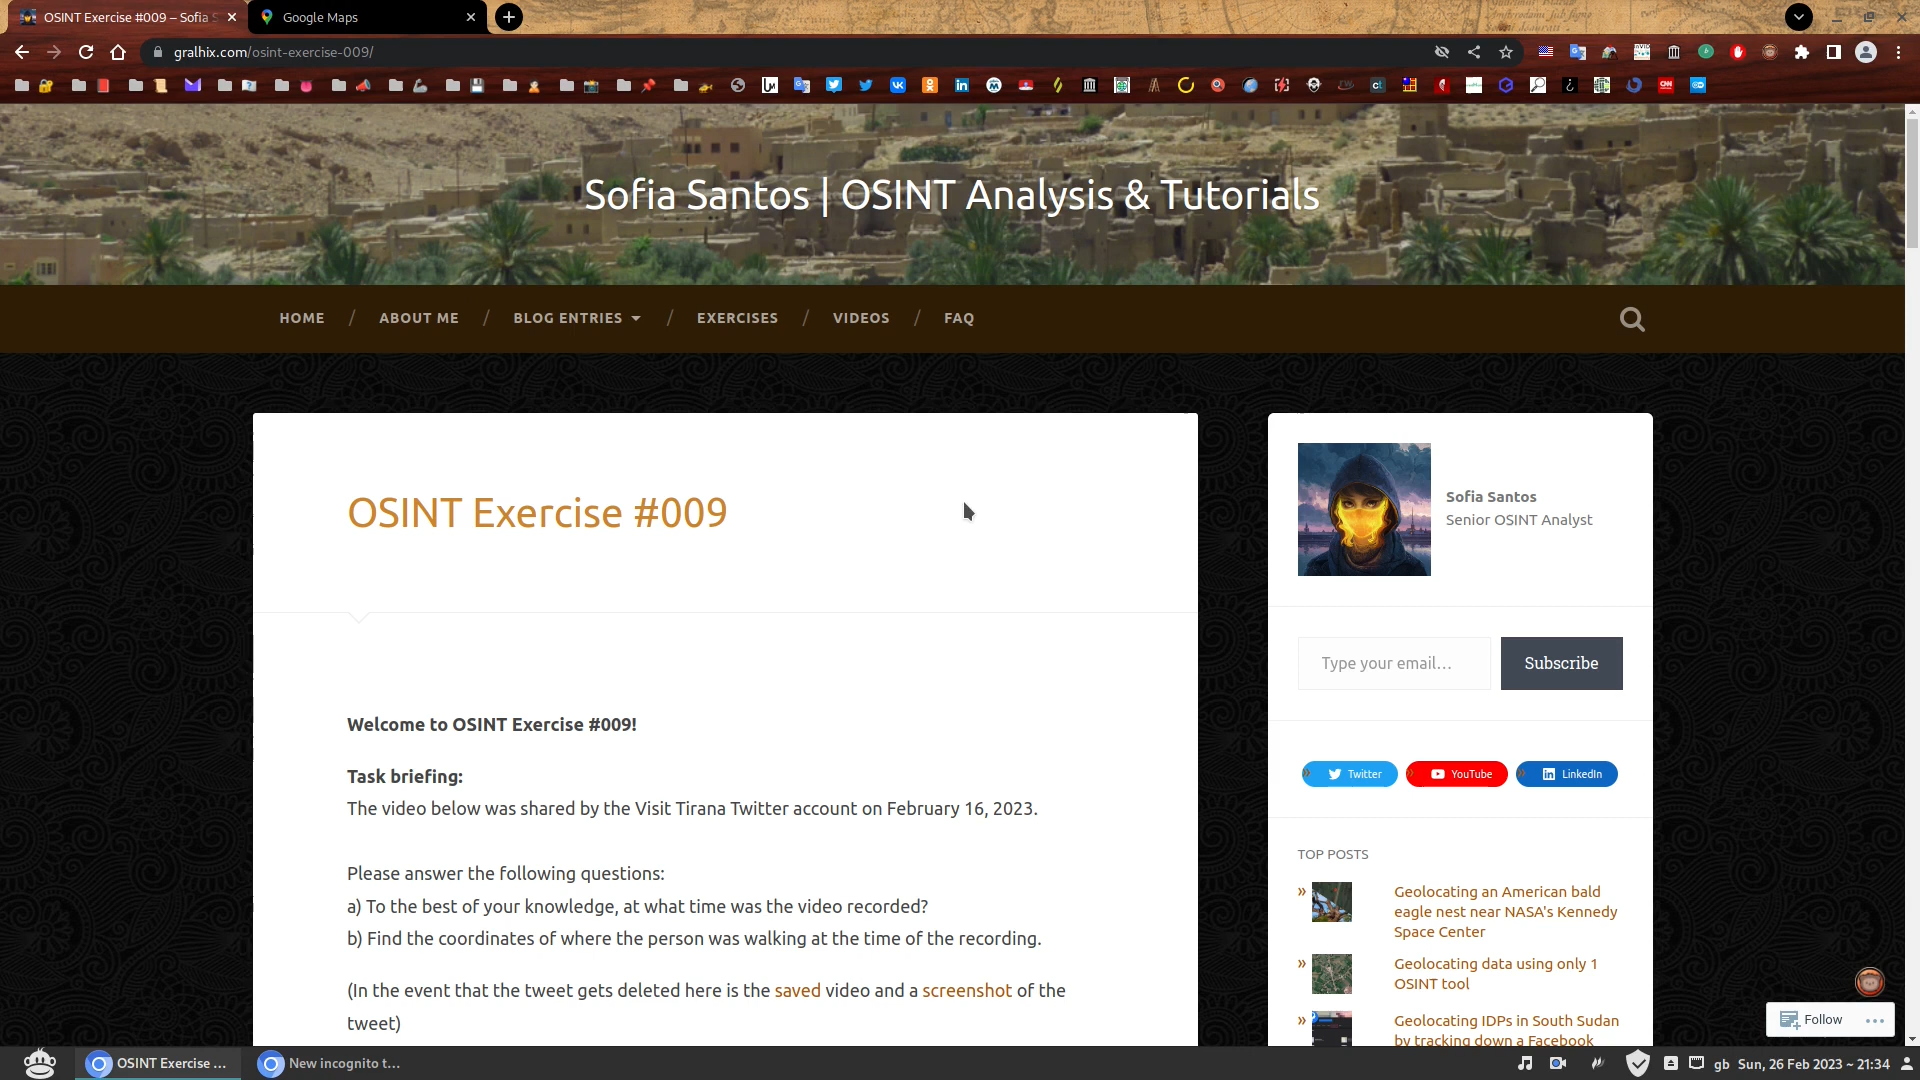 OSINT Exercise #009 – Sofia S
Google Maps
gralhix.com/osint-exercise-009/
Sofia Santos | OSINT Analysis & Tutorials
HOME / ABOUT ME / BLOG ENTRIES / EXERCISES / VIDEOS / FAQ
OSINT Exercise #009
Welcome to OSINT Exercise #009!
Task briefing:
The video below was shared by the Visit Tirana Twitter account on February 16, 2023.
Please answer the following questions:
a) To the best of your knowledge, at what time was the video recorded?
b) Find the coordinates of where the person was walking at the time of the recording.
(In the event that the tweet gets deleted here is the saved video and a screenshot of the
tweet)
Sofia Santos
Senior OSINT Analyst
Type your email…
Subscribe
Twitter
YouTube
LinkedIn
TOP POSTS
» Geolocating an American bald
eagle nest near NASA's Kennedy
Space Center
» Geolocating data using only 1
OSINT tool
» Geolocating IDPs in South Sudan
by tracking down a Facebook
Follow ...
OSINT Exercise ...
New incognito t...
gb Sun, 26 Feb 2023 ~ 21:34